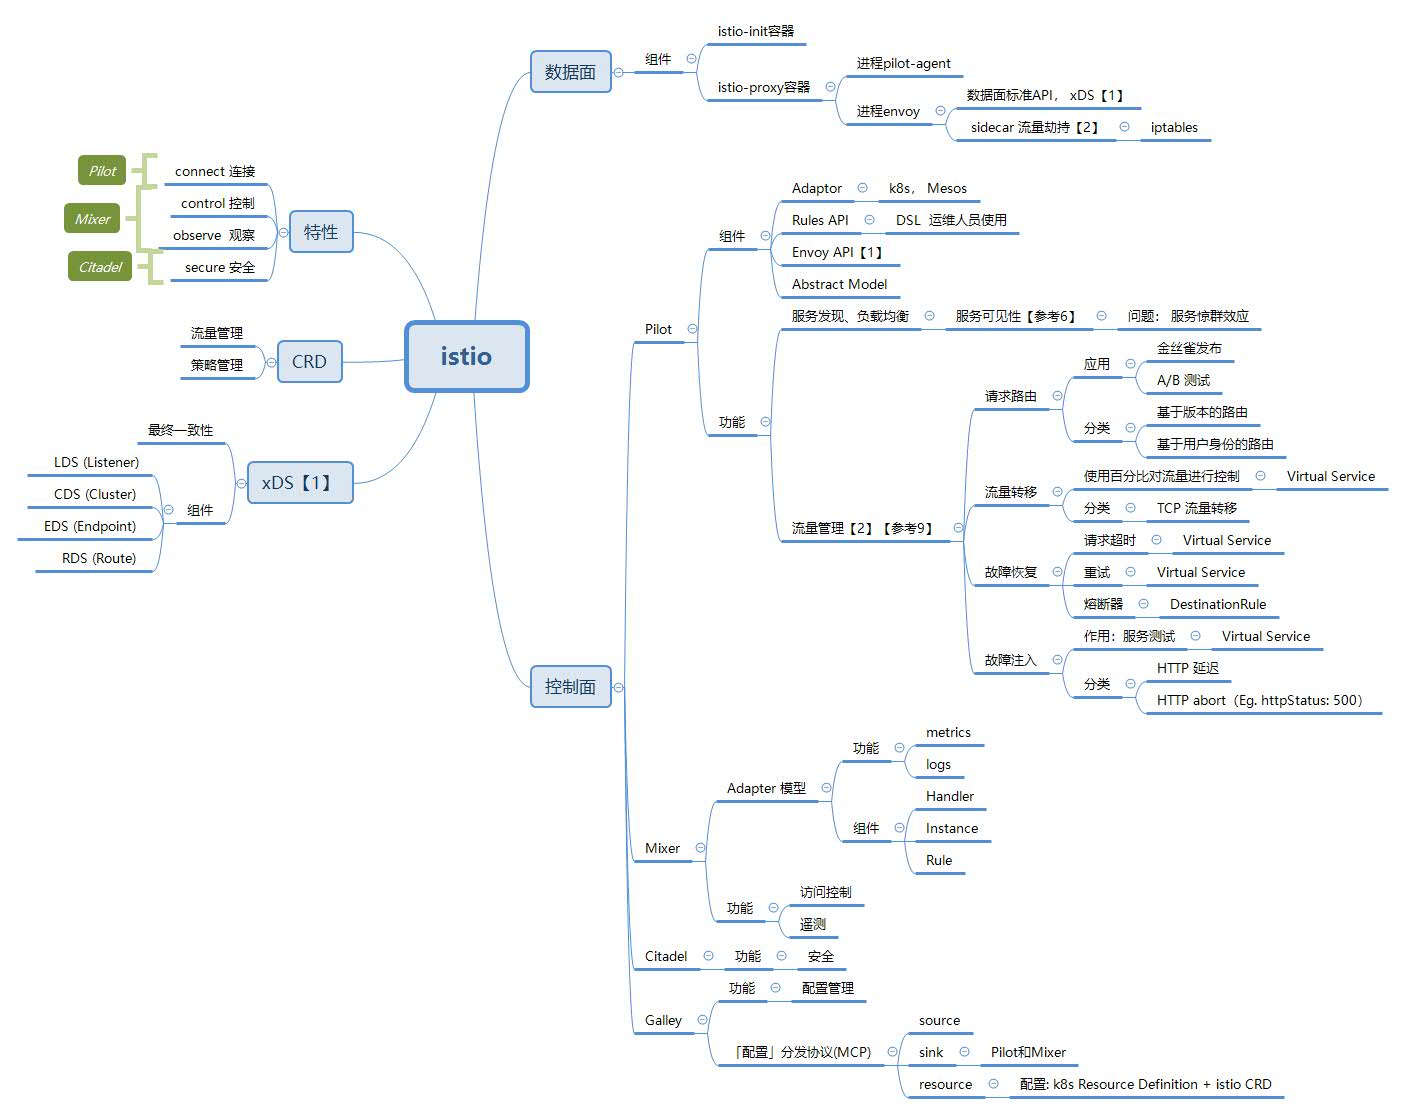 istio
数据面
组件
istio-init容器
istio-proxy容器
进程pilot-agent
进程envoy
数据面标准API， xDS【1】
sidecar 流量劫持【2】
iptables
特性
Pilot
connect 连接
Mixer
control 控制
observe 观察
Citadel
secure 安全
CRD
流量管理
策略管理
xDS【1】
最终一致性
组件
LDS (Listener)
CDS (Cluster)
EDS (Endpoint)
RDS (Route)
控制面
Pilot
组件
Adaptor
k8s， Mesos
Rules API
DSL 运维人员使用
Envoy API【1】
Abstract Model
功能
服务发现、负载均衡
服务可见性【参考6】
问题： 服务惊群效应
流量管理【2】【参考9】
请求路由
应用
金丝雀发布
A/B 测试
分类
基于版本的路由
基于用户身份的路由
流量转移
使用百分比对流量进行控制
Virtual Service
分类
TCP 流量转移
故障恢复
请求超时
Virtual Service
重试
Virtual Service
熔断器
DestinationRule
故障注入
作用：服务测试
Virtual Service
分类
HTTP 延迟
HTTP abort（Eg. httpStatus: 500）
Mixer
Adapter 模型
功能
metrics
logs
组件
Handler
Instance
Rule
功能
访问控制
遥测
Citadel
功能
安全
Galley
功能
配置管理
「配置」分发协议(MCP)
source
sink
Pilot和Mixer
resource
配置: k8s Resource Definition + istio CRD